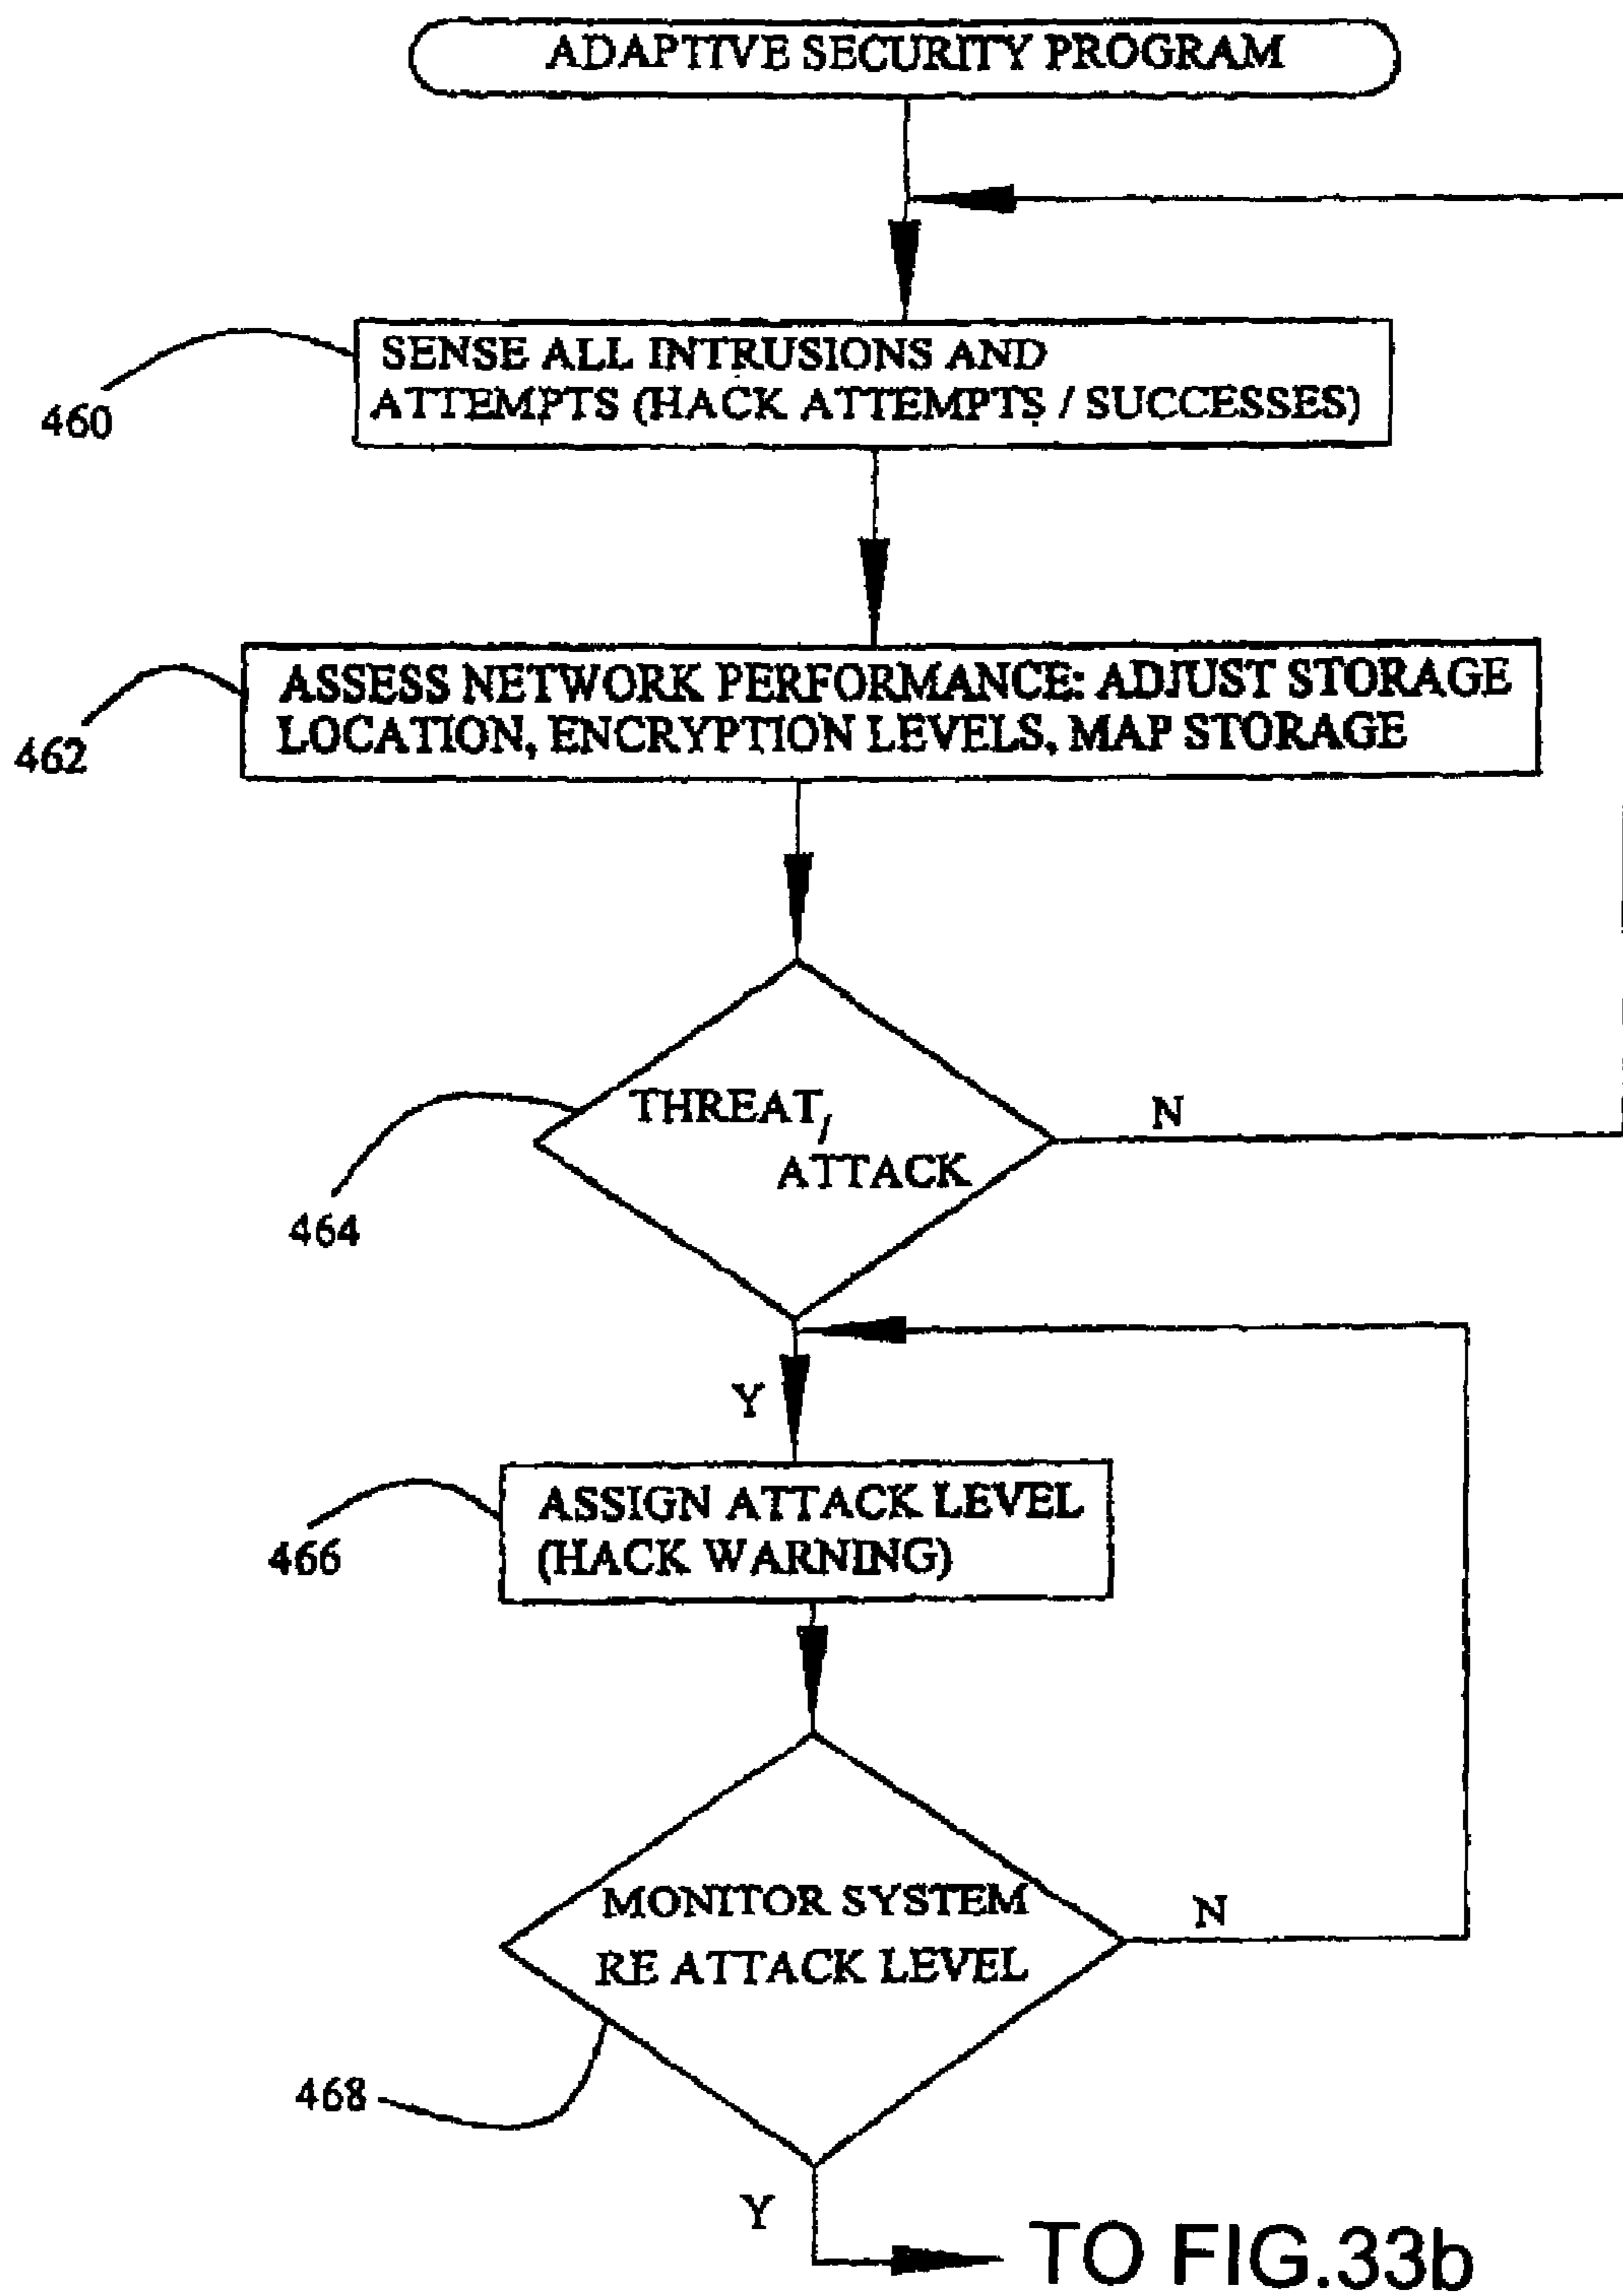 ADAPTIVE SECURITY PROGRAM
SENSE ALL INTRUSIONS AND
ATTEMPTS (HACK ATTEMPTS / SUCCESSES)
460
ASSESS NETWORK PERFORMANCE: ADJUST STORAGE
LOCATION, ENCRYPTION LEVELS, MAP STORAGE
462
THREAT/
ATTACK
N
464
Y
ASSIGN ATTACK LEVEL
(HACK WARNING)
466
MONITOR SYSTEM
RE ATTACK LEVEL
N
468
Y
TO FIG.33b